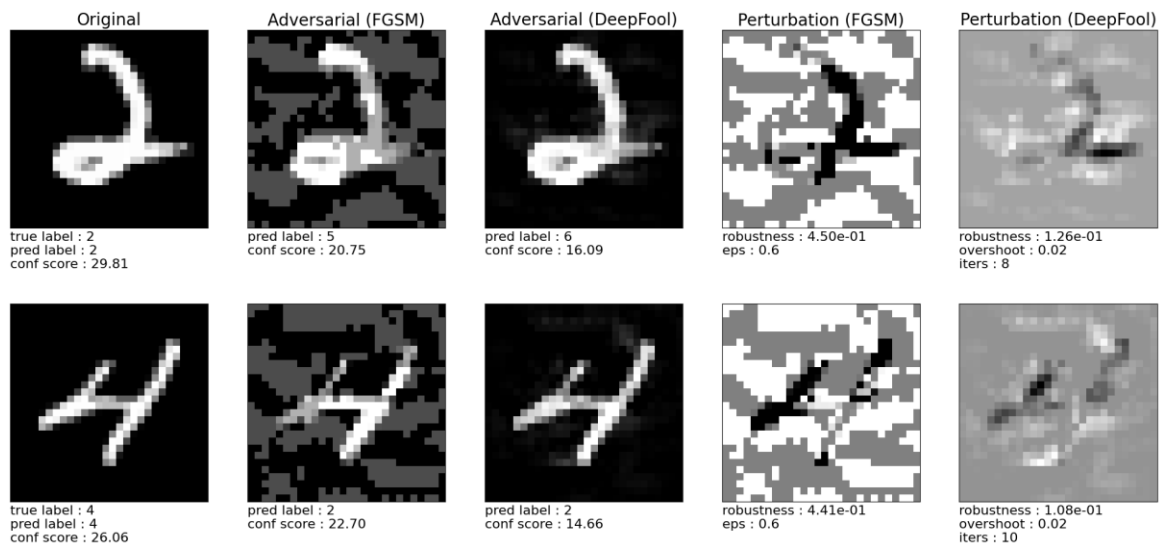 Original Adversarial (FGSM) Adversarial (DeepFool) Perturbation (FGSM) Perturbation (DeepFool)
true label : 2 pred label : 5 pred label : 6 robustness : 4.50e-01 robustness : 1.26e-01
pred label : 2 conf score : 20.75 conf score : 16.09 eps : 0.6 overshoot : 0.02
conf score : 29.81 iters : 8
true label : 4 pred label : 2 pred label : 2 robustness : 4.41e-01 robustness : 1.08e-01
pred label : 4 conf score : 22.70 conf score : 14.66 eps : 0.6 overshoot : 0.02
conf score : 26.06 iters : 10